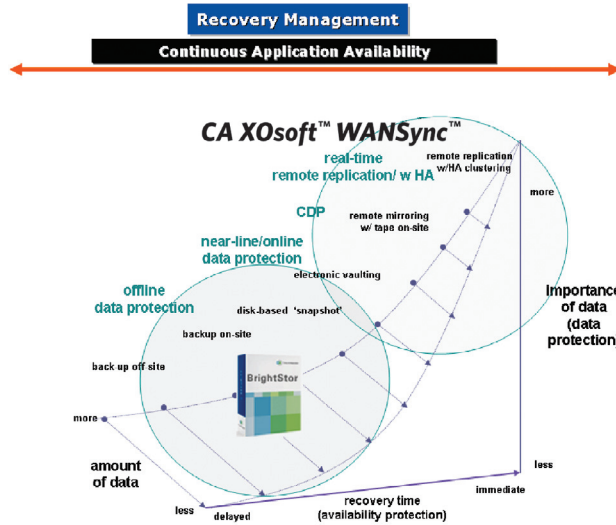 Recovery Management
Continuous Application Availability
CA XOsoft™ WANSync™
real-time
remote replication/ w HA
remote replication
w/HA clustering
more
CDP
remote mirroring
w/ tape on-site
near-line/online
data protection
electronic vaulting
offline
data protection
disk-based 'snapshot'
importance
of data
(data
protection)
backup on-site
back up off site
BrightStor
more
amount
of data
less
delayed
recovery time
(availability protection)
immediate
less